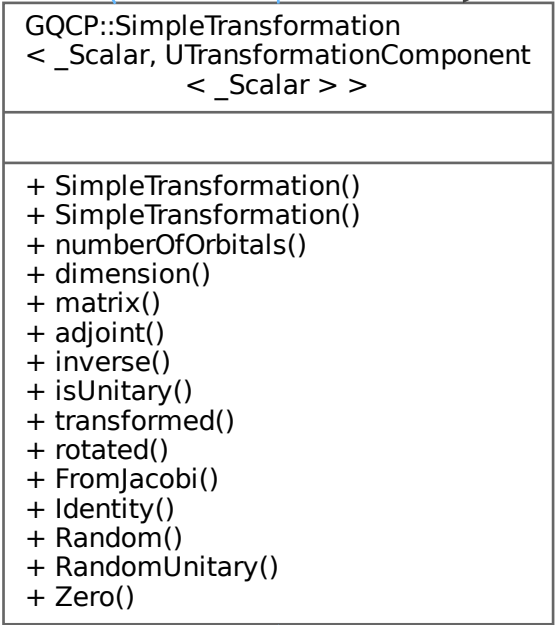 GQCP::SimpleTransformation
< _Scalar, UTransformationComponent
< _Scalar > >
+ SimpleTransformation()
+ SimpleTransformation()
+ numberOfOrbitals()
+ dimension()
+ matrix()
+ adjoint()
+ inverse()
+ isUnitary()
+ transformed()
+ rotated()
+ FromJacobi()
+ Identity()
+ Random()
+ RandomUnitary()
+ Zero()